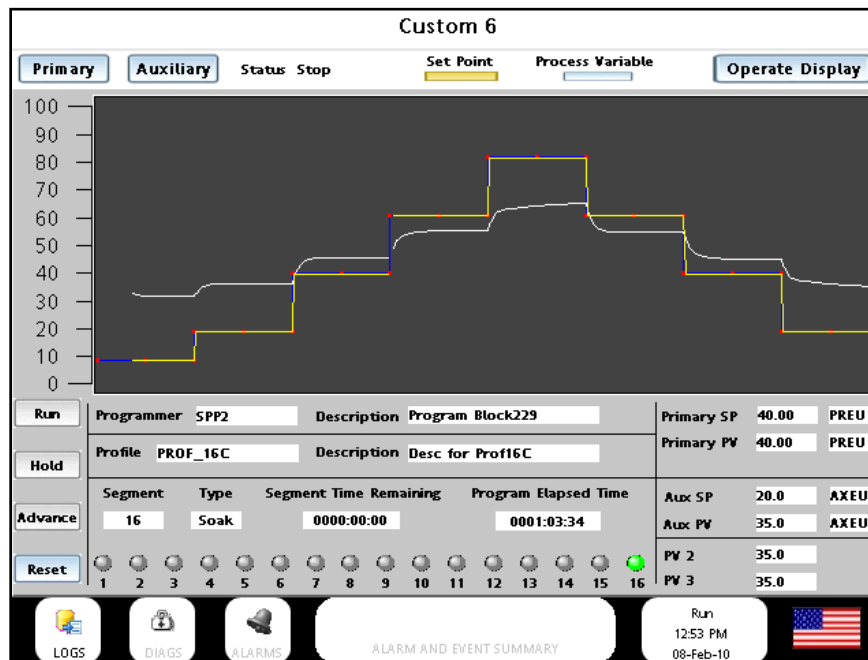 Custom 6
Primary Auxiliary Status Stop Set Point Process Variable Operate Display
100
90
80
70
60
50
40
30
20
10
0
Run Programmer SPP2 Description Program Block229 Primary SP 40.00 PREU
Primary PV 40.00 PREU
Hold Profile PROF_16C Description Desc for Prof16C
Segment Type Segment Time Remaining Program Elapsed Time Aux SP 20.0 AXEU
Advance 16 Soak 0000:00:00 0001:03:34 Aux PV 35.0 AXEU
Reset PV 2 35.0
1 2 3 4 5 6 7 8 9 10 11 12 13 14 15 16 PV 3 35.0
LOGS DIAGS ALARMS ALARM AND EVENT SUMMARY
Run
12:53 PM
08-Feb-10